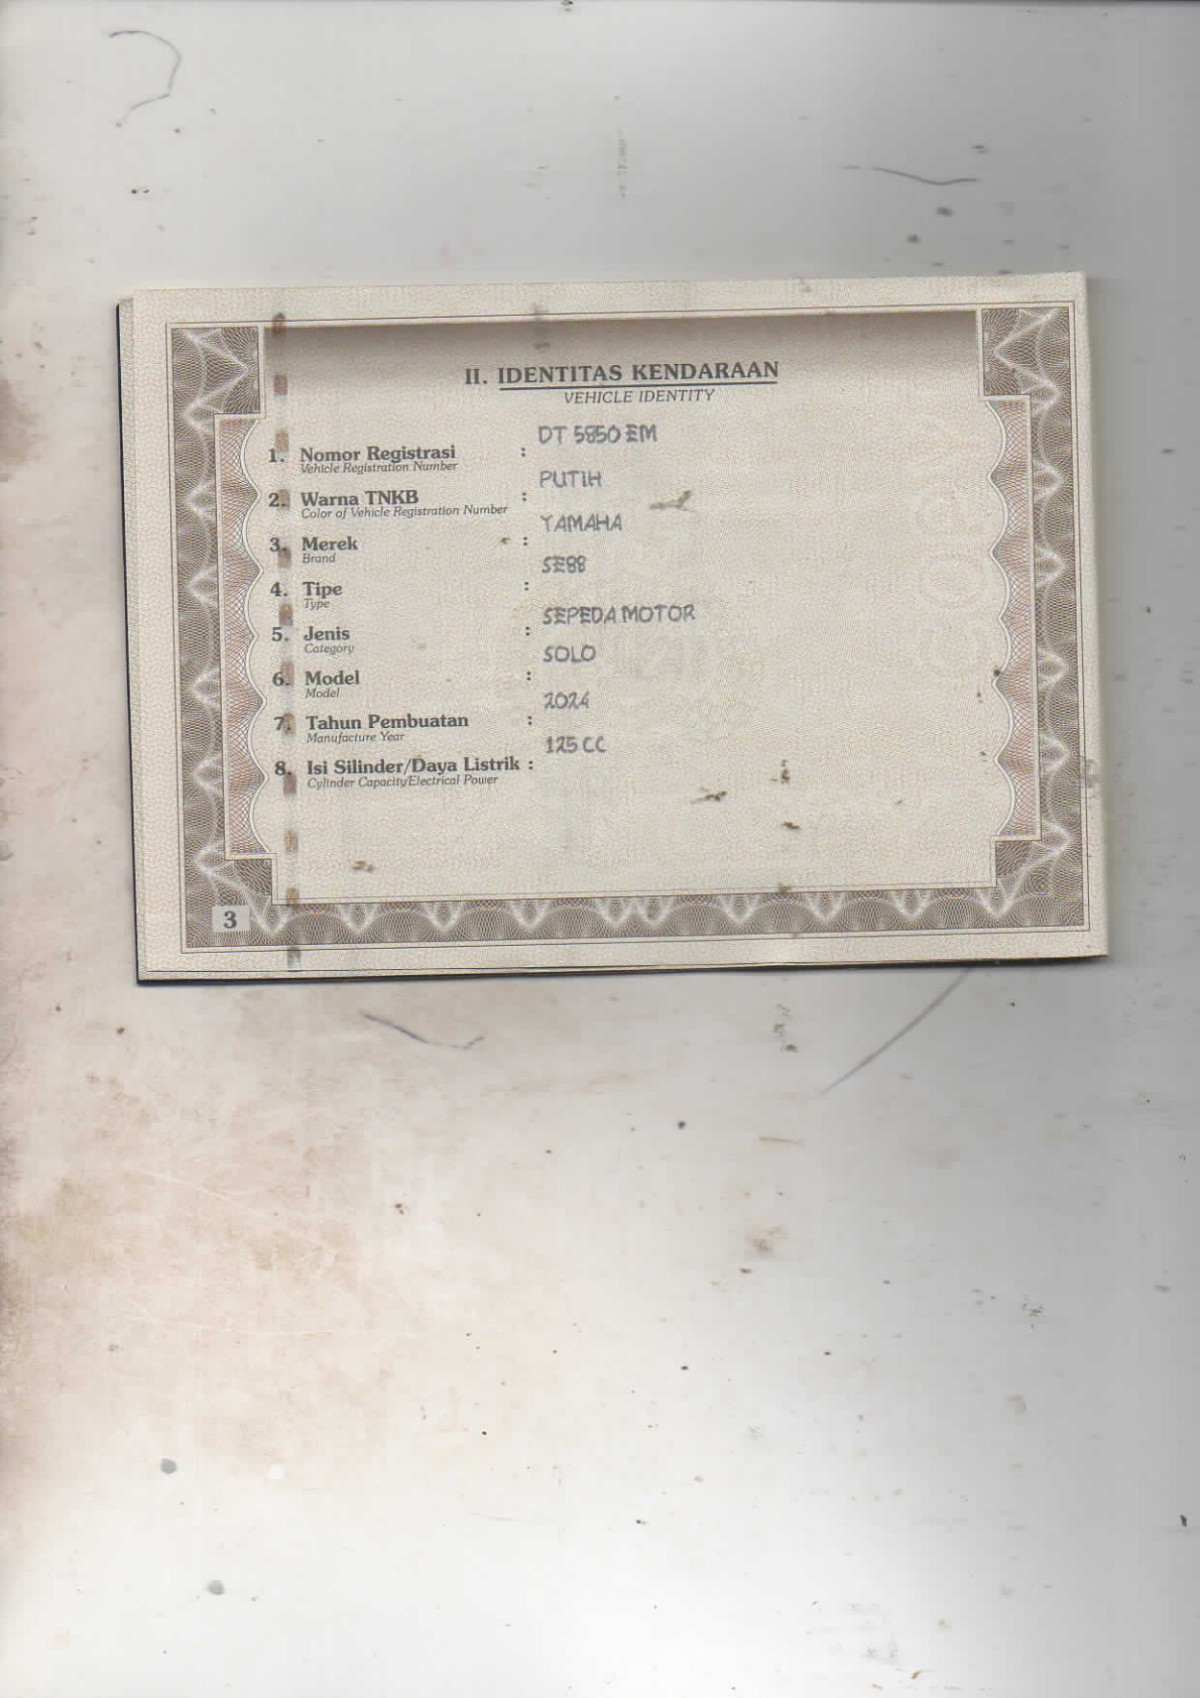 II. IDENTITAS KENDARAAN
VEHICLE IDENTITY
1. Nomor Registrasi : DT 5850 EM
Vehicle Registration Number
2. Warna TNKB : PUTIH
Color of Vehicle Registration Number
3. Merek : YAMAHA
Brand
4. Tipe : SE88
Type
5. Jenis : SEPEDA MOTOR
Category
6. Model : SOLO
Model
7. Tahun Pembuatan : 2024
Manufacture Year
8. Isi Silinder/Daya Listrik : 125 CC
Cylinder Capacity/Electrical Power
3